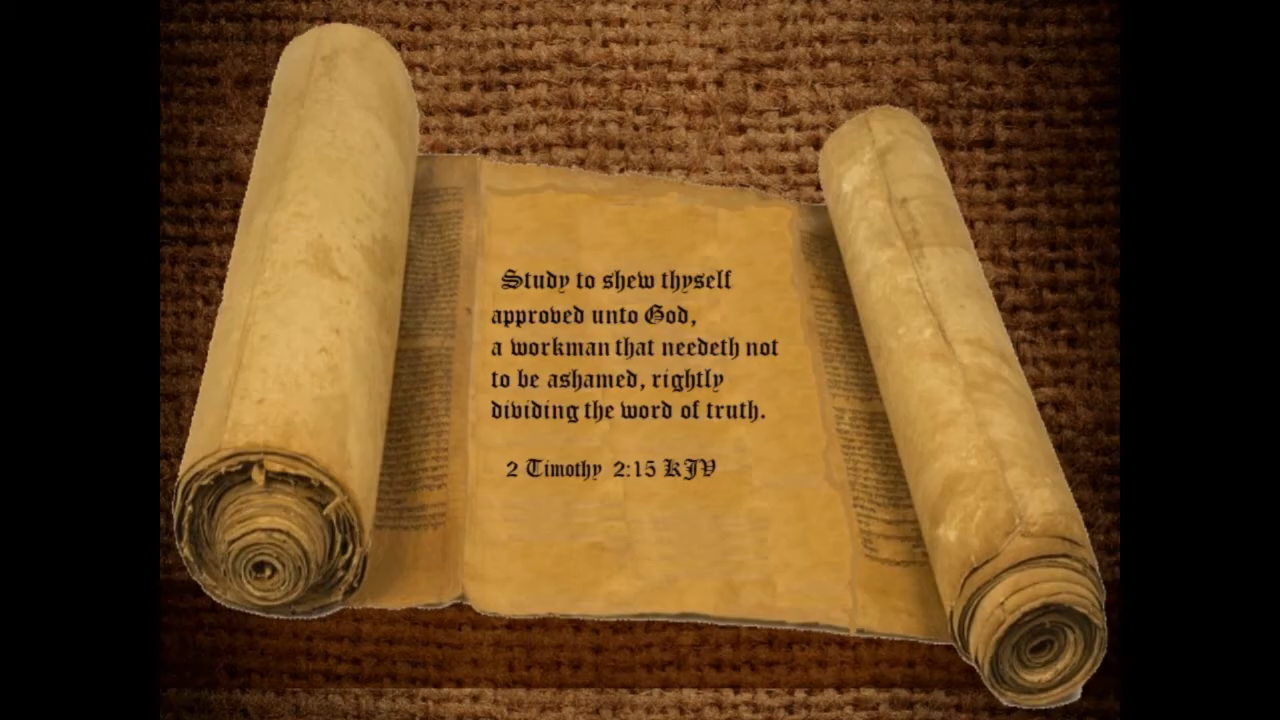 Study to shew thyself
approved unto God,
a workman that needeth not
to be ashamed, rightly
dividing the word of truth.
2 Timothy 2:15 KJV